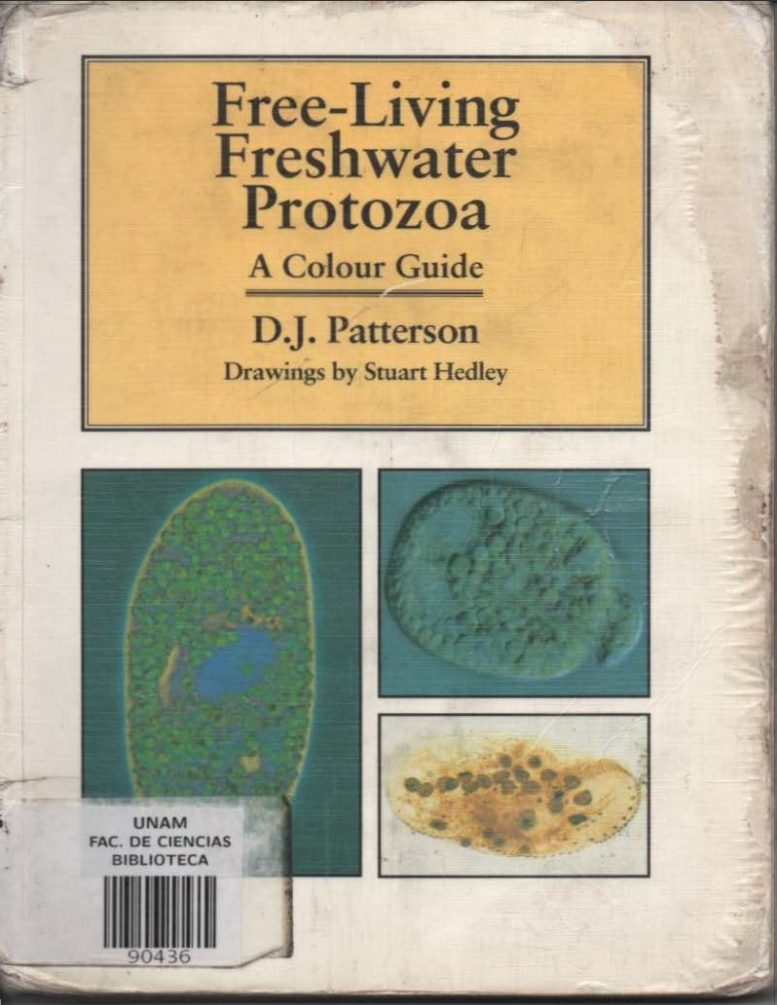 Free-Living
Freshwater
Protozoa
A Colour Guide
D.J. Patterson
Drawings by Stuart Hedley
UNAM
FAC. DE CIENCIAS
BIBLIOTECA
90436